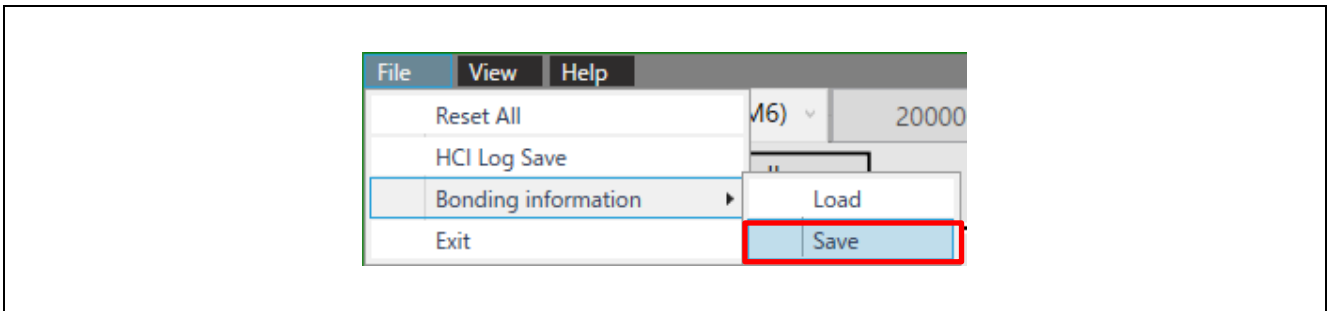 File View Help
Reset All
M6) 20000
HCI Log Save
Bonding information
Load
Exit
Save